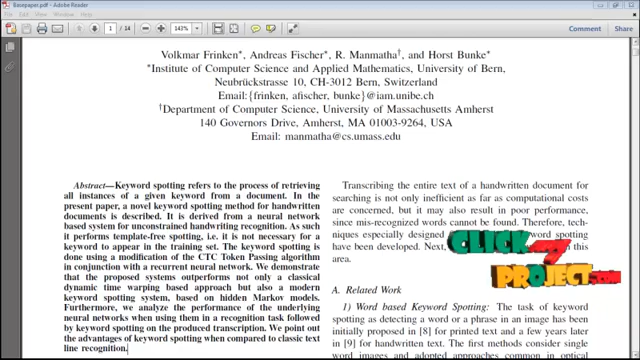 Basepaper.pdf - Adobe Reader
File Edit View Window Help
1 / 14 143% Comment Share
Volkmar Frinken*, Andreas Fischer*, R. Manmatha†, and Horst Bunke*
*Institute of Computer Science and Applied Mathematics, University of Bern,
Neubrückstrasse 10, CH-3012 Bern, Switzerland
Email:{frinken, afischer, bunke}@iam.unibe.ch
†Department of Computer Science, University of Massachusetts Amherst
140 Governors Drive, Amherst, MA 01003-9264, USA
Email: manmatha@cs.umass.edu
Abstract—Keyword spotting refers to the process of retrieving
all instances of a given keyword from a document. In the
present paper, a novel keyword spotting method for handwritten
documents is described. It is derived from a neural network
based system for unconstrained handwriting recognition. As such
it performs template-free spotting, i.e. it is not necessary for a
keyword to appear in the training set. The keyword spotting is
done using a modification of the CTC Token Passing algorithm
in conjunction with a recurrent neural network. We demonstrate
that the proposed systems outperform not only a classical
dynamic time warping based approach but also a modern
keyword spotting system, based on hidden Markov models.
Furthermore, we analyze the performance of the underlying
neural networks when using them in a recognition task followed
by keyword spotting on the produced transcription. We point out
the advantages of keyword spotting when compared to classic text
line recognition.
Transcribing the entire text of a handwritten document for
searching is not only inefficient as far as computational costs
are concerned, but it may also result in poor performance,
since mis-recognized words cannot be found. Therefore, tech-
niques especially designed keyword spotting
have been developed. Next, in this
area.
CLICK
MY
PROJECT.COM
A. Related Work
1) Word based Keyword Spotting: The task of keyword
spotting as detecting a word or a phrase in an image has been
initially proposed in [8] for printed text and a few years later
in [9] for handwritten text. The first methods consider single
word images and adopted approaches common in optical